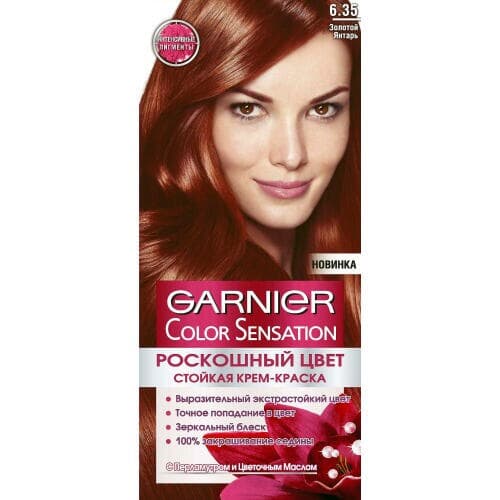 6.35
Золотой
Янтарь
ИНТЕНСИВНЫЕ
ПИГМЕНТЫ
НОВИНКА
GARNIER
COLOR SENSATION
РОСКОШНЫЙ ЦВЕТ
СТОЙКАЯ КРЕМ-КРАСКА
• Выразительный экстрастойкий цвет
• Точное попадание в цвет
• Зеркальный блеск
• 100% закрашивание седины
С Перламутром и Цветочным Маслом